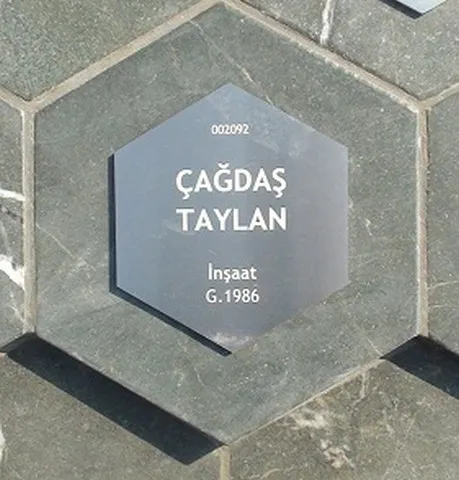 002092
ÇAĞDAŞ
TAYLAN
İnşaat
G.1986